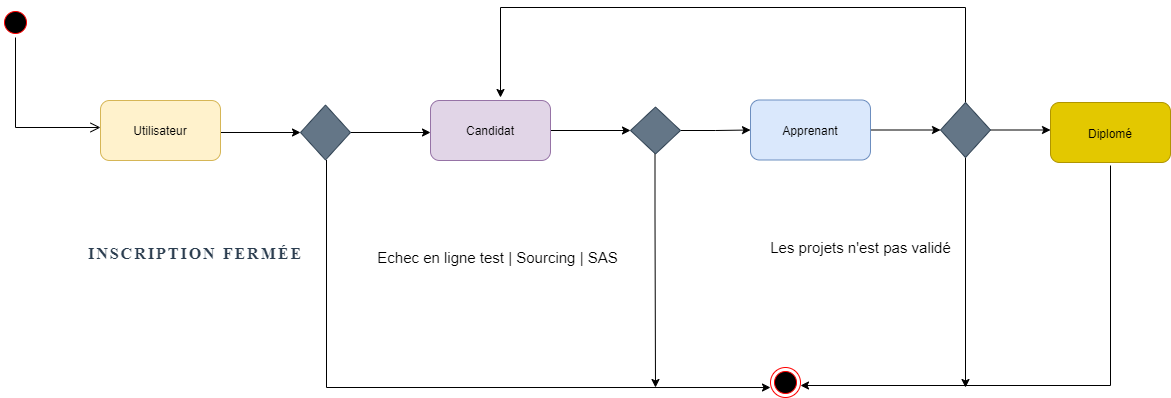 Utilisateur
Candidat
Apprenant
Diplomé
INSCRIPTION FERMÉE
Echec en ligne test | Sourcing | SAS
Les projets n'est pas validé